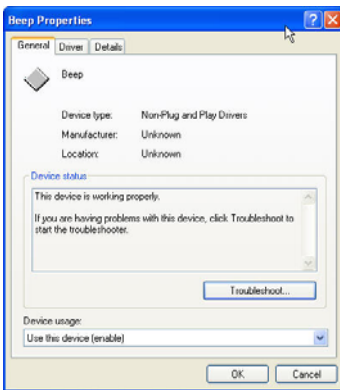 Beep Properties
General Driver Details
Beep
Device type: Non-Plug and Play Drivers
Manufacturer: Unknown
Location: Unknown
Device status
This device is working properly.
If you are having problems with this device, click Troubleshoot to
start the troubleshooter.
Troubleshoot...
Device usage:
Use this device (enable)
OK Cancel